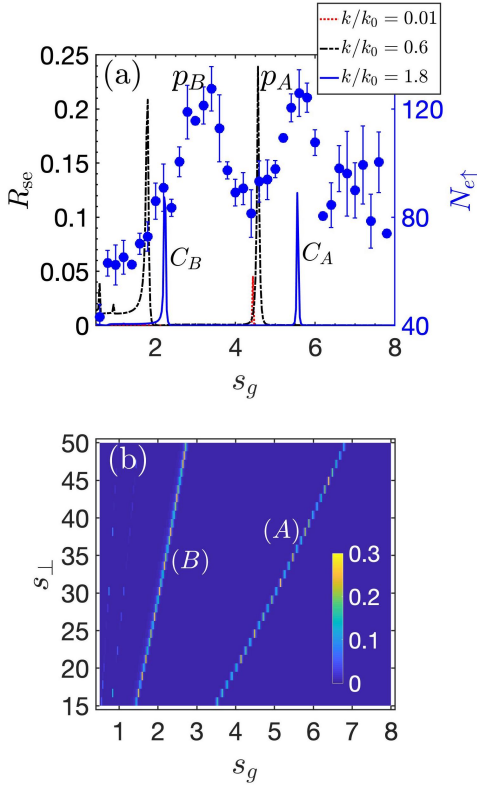 k/k₀ = 0.01
k/k₀ = 0.6
k/k₀ = 1.8
(a)
p_B
p_A
C_B
C_A
0.25
0.2
0.15
0.1
0.05
0
R_se
120
80
40
N_e↑
2 4 6 8
s_g
(b)
50
45
40
35
30
25
20
15
s_⊥
(B)
(A)
0.3
0.2
0.1
0
1 2 3 4 5 6 7 8
s_g